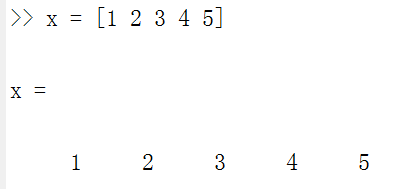 >> x = [1 2 3 4 5]
x =
1 2 3 4 5